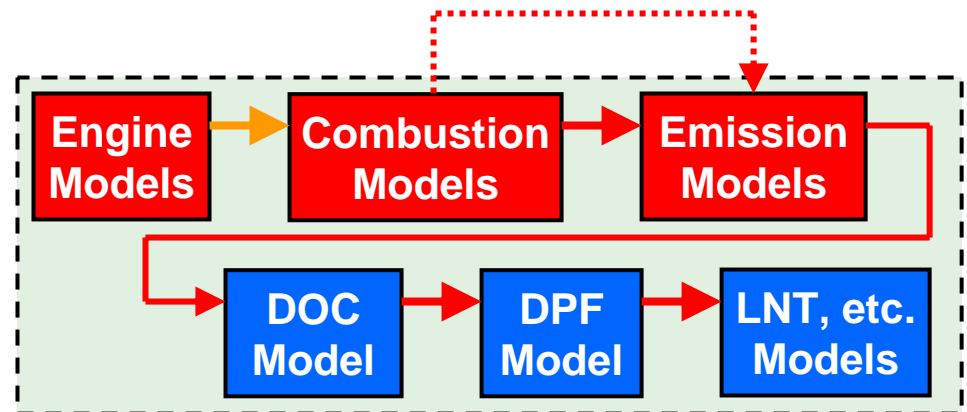 Engine
Models
Combustion
Models
Emission
Models
DOC
Model
DPF
Model
LNT, etc.
Models